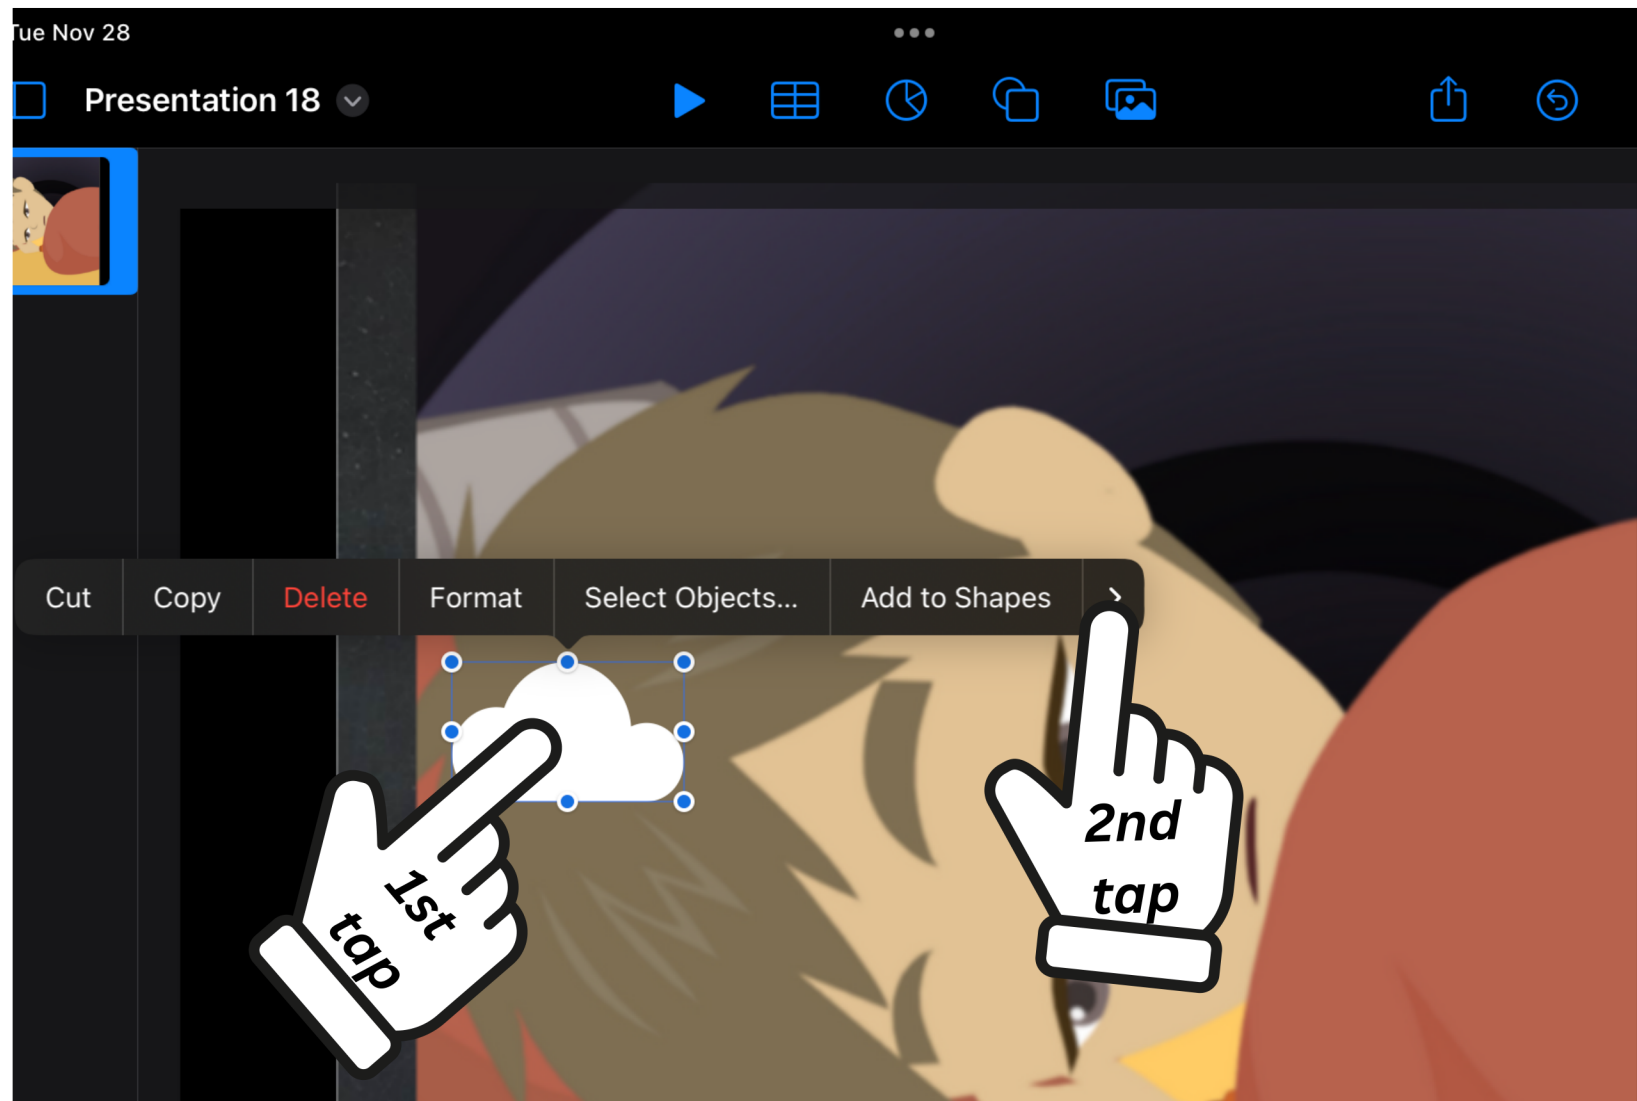 Tue Nov 28
Presentation 18
Cut Copy Delete Format Select Objects... Add to Shapes
1st
tap
2nd
tap